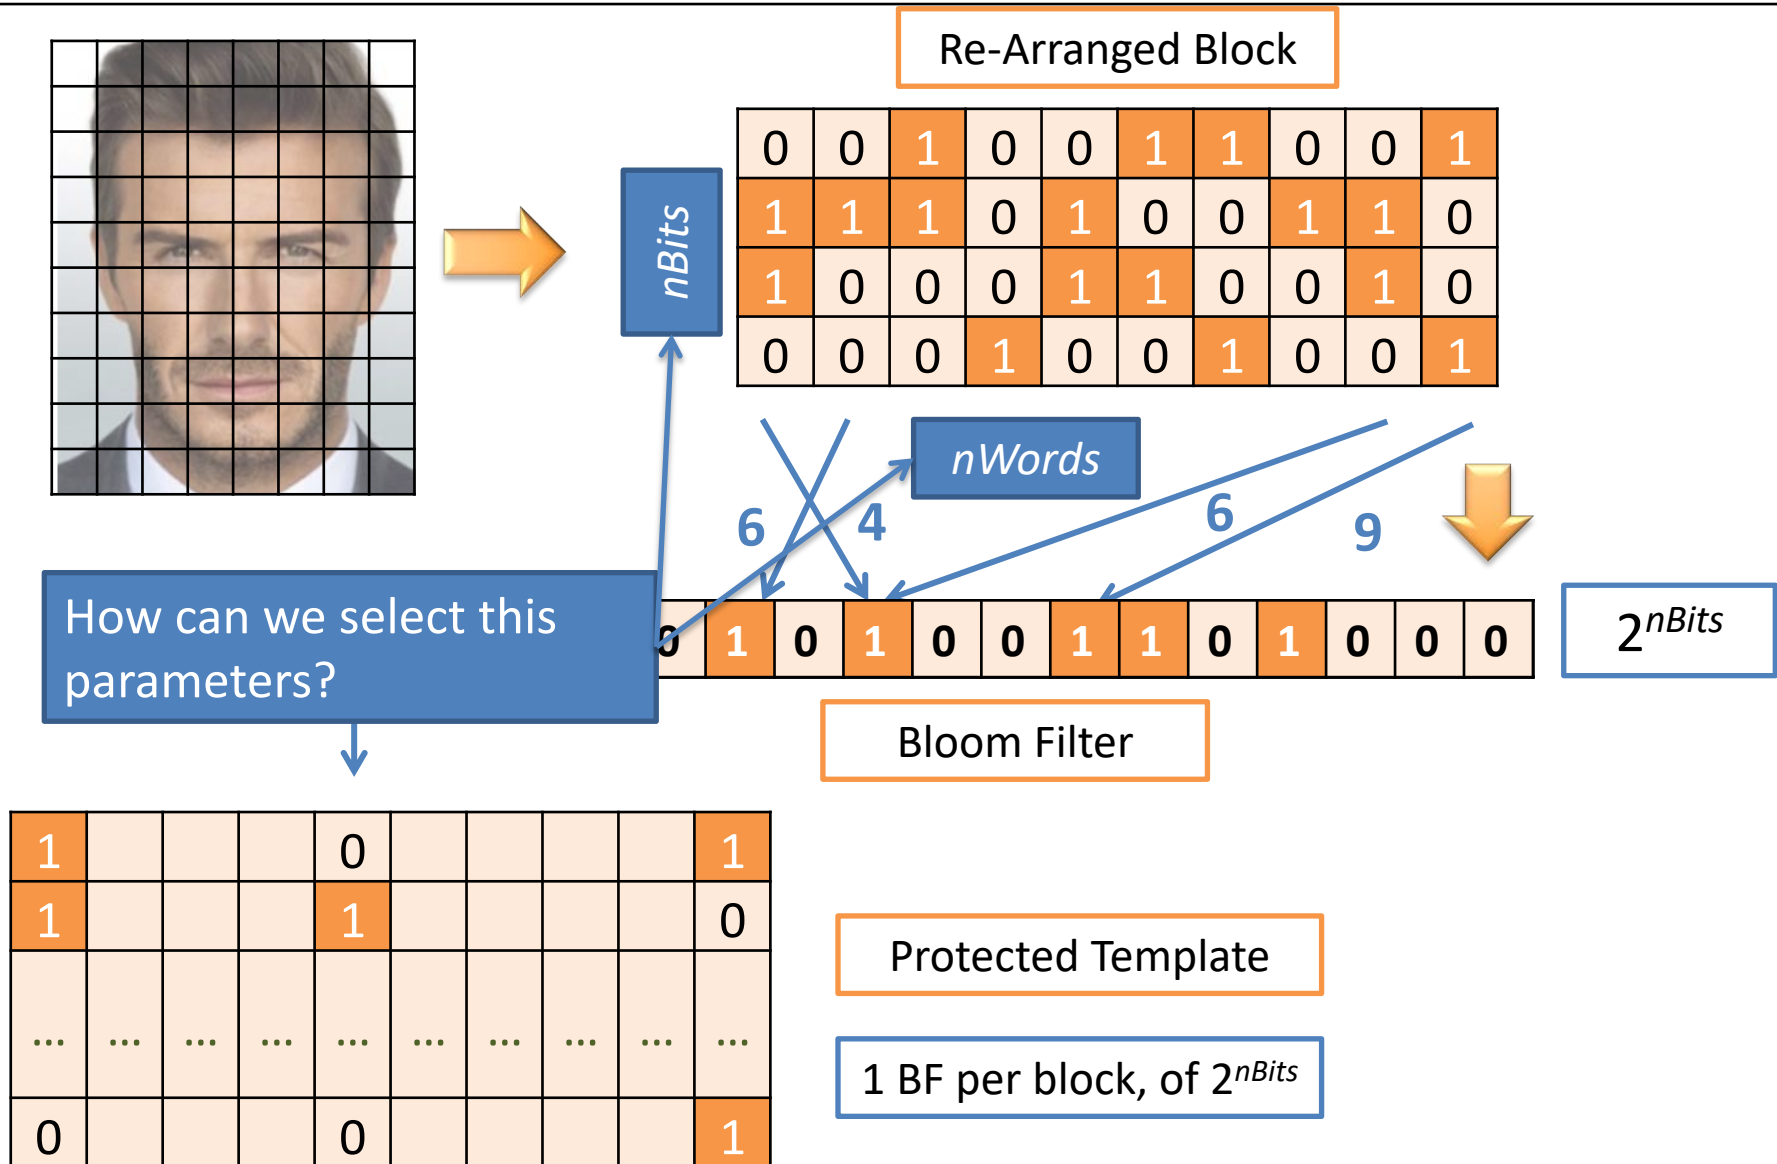 Re-Arranged Block
0 0 1 0 0 1 1 0 0 1
nBits
1 1 1 0 1 0 0 1 1 0
1 0 0 0 1 1 0 0 1 0
0 0 0 1 0 0 1 0 0 1
nWords
6 4 6 9
How can we select this
parameters?
0 1 0 1 0 0 1 1 0 1 0 0 0
2^nBits
Bloom Filter
1 0 1
1 1 0
... ... ... ... ... ... ... ... ... ...
0 0 1
Protected Template
1 BF per block, of 2^nBits